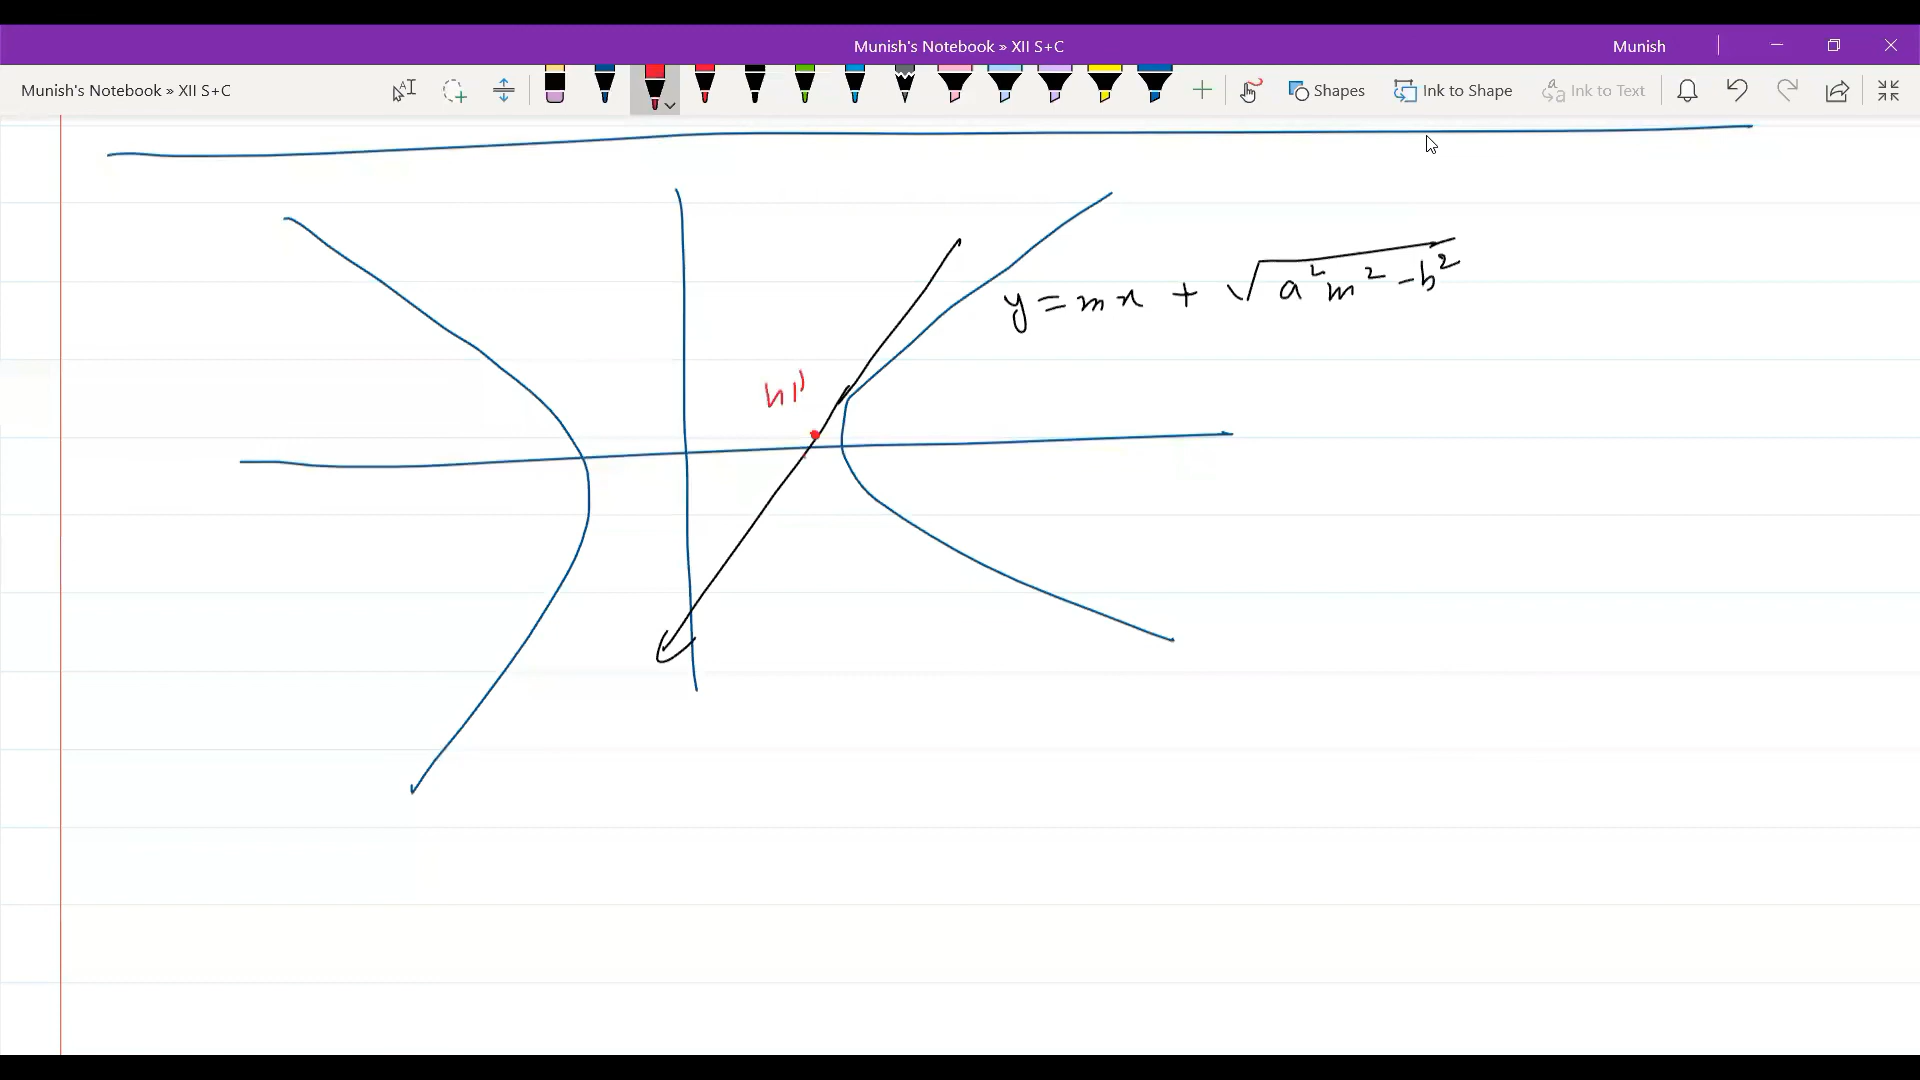 Munish's Notebook » XII S+C
Munish
Munish's Notebook » XII S+C
Shapes
Ink to Shape
Ink to Text
y = mx + √(a²m² - b²)